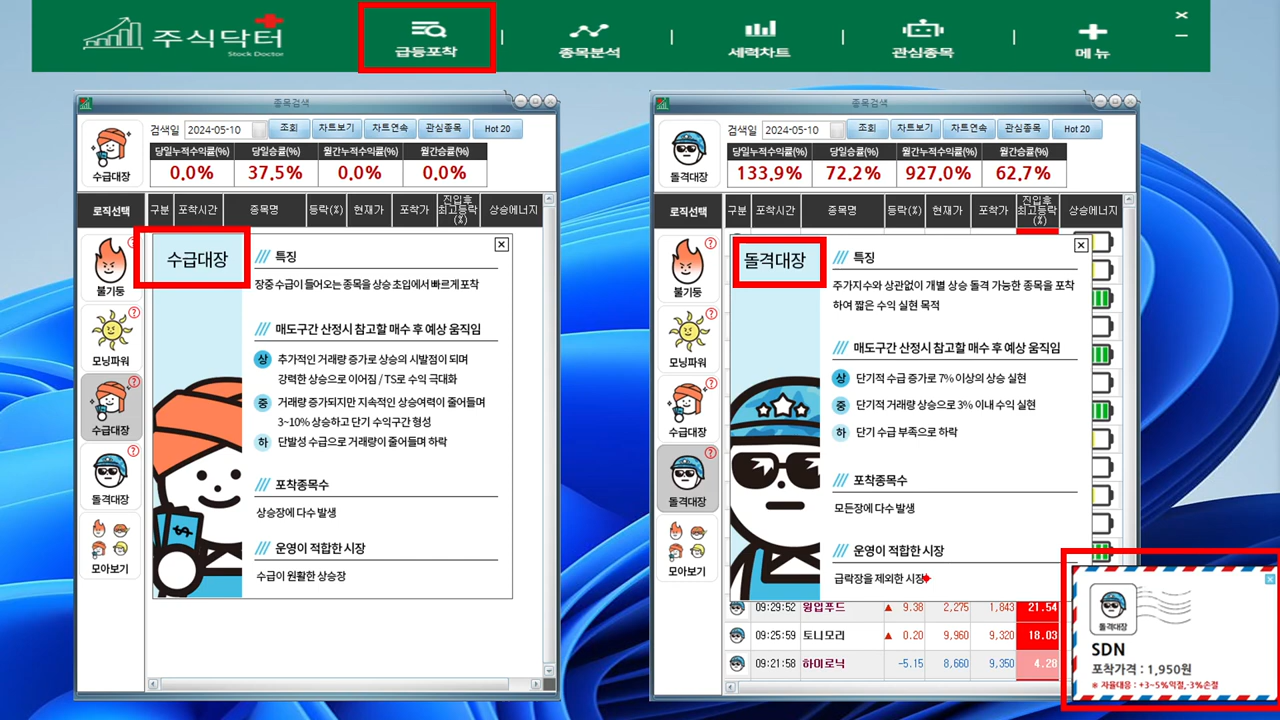 주식닥터
Stock Doctor
급등포착
종목분석
세력차트
관심종목
메뉴
종목검색
수급대장
검색일 2024-05-10 조회 차트보기 차트연속 관심종목 Hot 20
당일누적수익률(%) 당일승률(%) 월간누적수익률(%) 월간승률(%)
0.0% 37.5% 0.0% 0.0%
로직선택 구분 포착시간 종목명 등락(%) 현재가 포착가 진입후 최고등락 (%) 상승에너지
불기둥
모닝파워
수급대장
돌격대장
모아보기
수급대장
특징
장중 수급이 들어오는 종목을 상승 초입에서 빠르게 포착
매도구간 산정시 참고할 매수 후 예상 움직임
상 추가적인 거래량 증가로 상승의 시발점이 되며
강력한 상승으로 이어짐 / TS로 수익 극대화
중 거래량 증가되지만 지속적인 상승여력이 줄어들며
3~10% 상승하고 단기 수익구간 형성
하 단발성 수급으로 거래량이 줄어들며 하락
포착종목수
상승장에 다수 발생
운영이 적합한 시장
수급이 원활한 상승장
종목검색
돌격대장
검색일 2024-05-10 조회 차트보기 차트연속 관심종목 Hot 20
당일누적수익률(%) 당일승률(%) 월간누적수익률(%) 월간승률(%)
133.9% 72.2% 927.0% 62.7%
로직선택 구분 포착시간 종목명 등락(%) 현재가 포착가 진입후 최고등락 (%) 상승에너지
불기둥
모닝파워
수급대장
돌격대장
모아보기
돌격대장
특징
주가지수와 상관없이 개별 상승 돌격 가능한 종목을 포착
하여 짧은 수익 실현 목적
매도구간 산정시 참고할 매수 후 예상 움직임
상 단기적 수급 증가로 7% 이상의 상승 실현
중 단기적 거래량 상승으로 3% 이내 수익 실현
하 단기 수급 부족으로 하락
포착종목수
모든장에 다수 발생
운영이 적합한 시장
급락장을 제외한 시장
09:29:52 윙입푸드 ▲ 9.38 2,275 1,843 21.54
09:25:59 토니모리 ▲ 0.20 9,960 9,320 18.03
09:21:58 하이로닉 -5.15 8,660 9,350 4.28
돌격대장
SDN
포착가격 : 1,950원
* 자율대응 : +3~5%익절,-3%손절